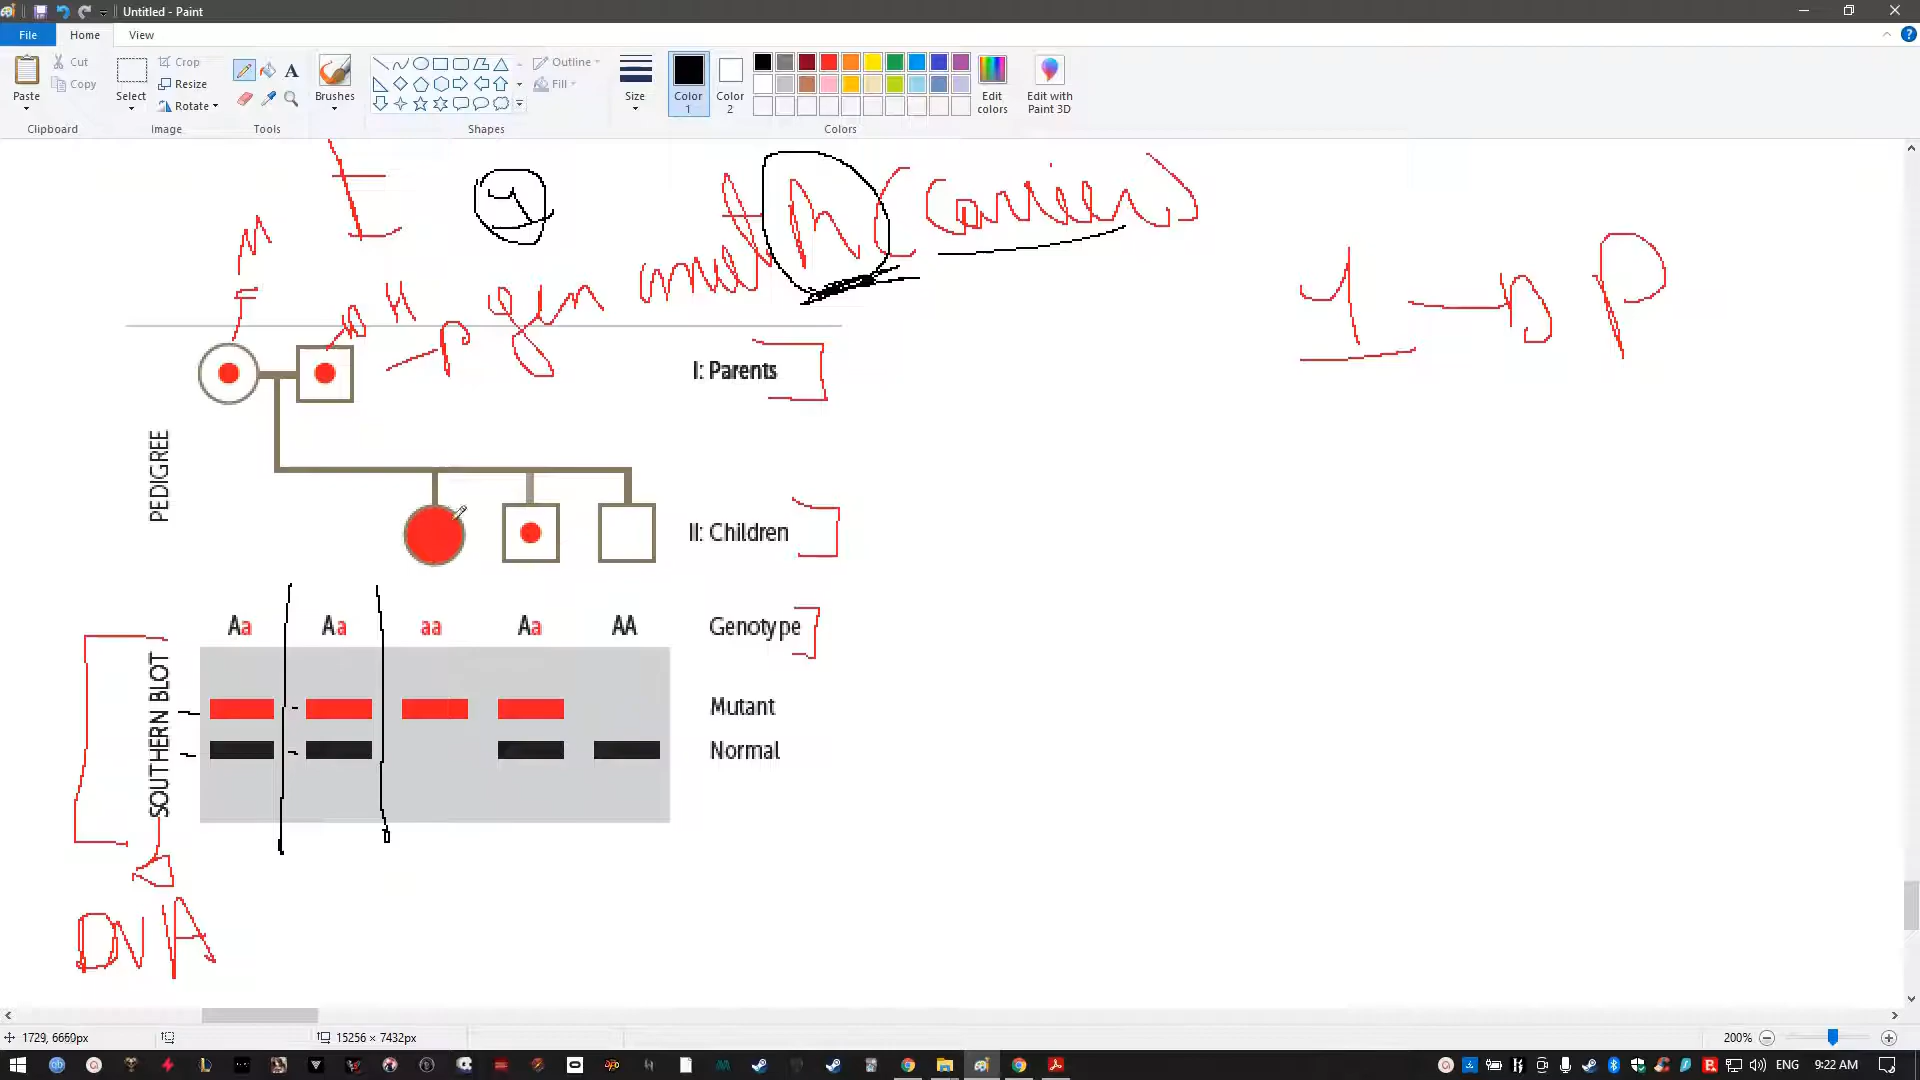 Untitled - Paint
File
Home
View
Paste
Cut
Copy
Clipboard
Select
Crop
Resize
Rotate
Image
Tools
Brushes
Shapes
Outline
Fill
Size
Color 1
Color 2
Edit colors
Edit with Paint 3D
Colors
(carrier)
I: Parents
PEDIGREE
II: Children
Aa Aa aa Aa AA Genotype
SOUTHERN BLOT
Mutant
Normal
DNA
1729, 6660px
15256 × 7432px
200%
ENG
9:22 AM